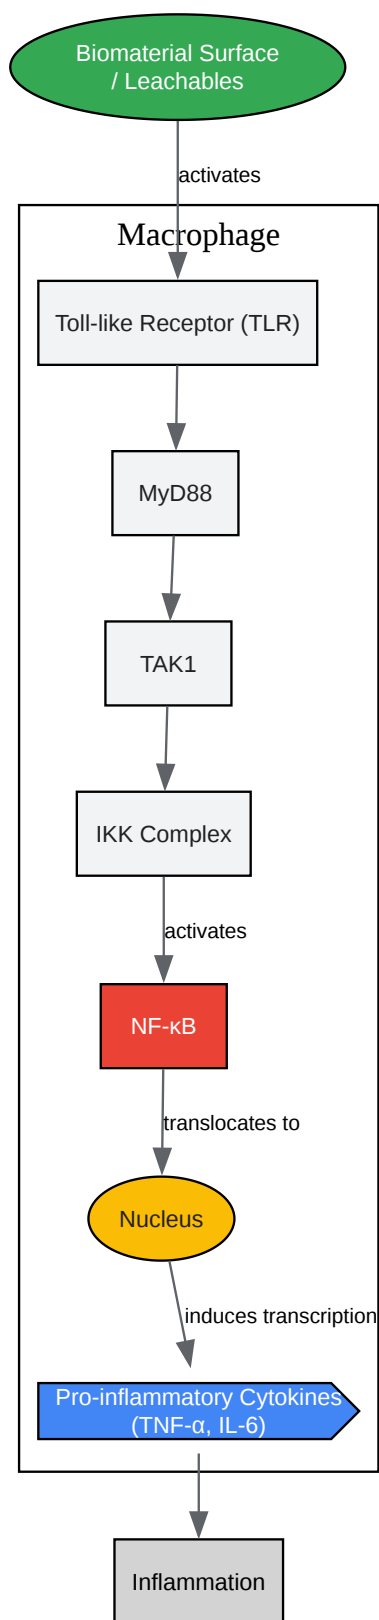 Biomaterial Surface
/ Leachables
activates
Macrophage
Toll-like Receptor (TLR)
MyD88
TAK1
IKK Complex
activates
NF-κB
translocates to
Nucleus
induces transcription
Pro-inflammatory Cytokines
(TNF-α, IL-6)
Inflammation